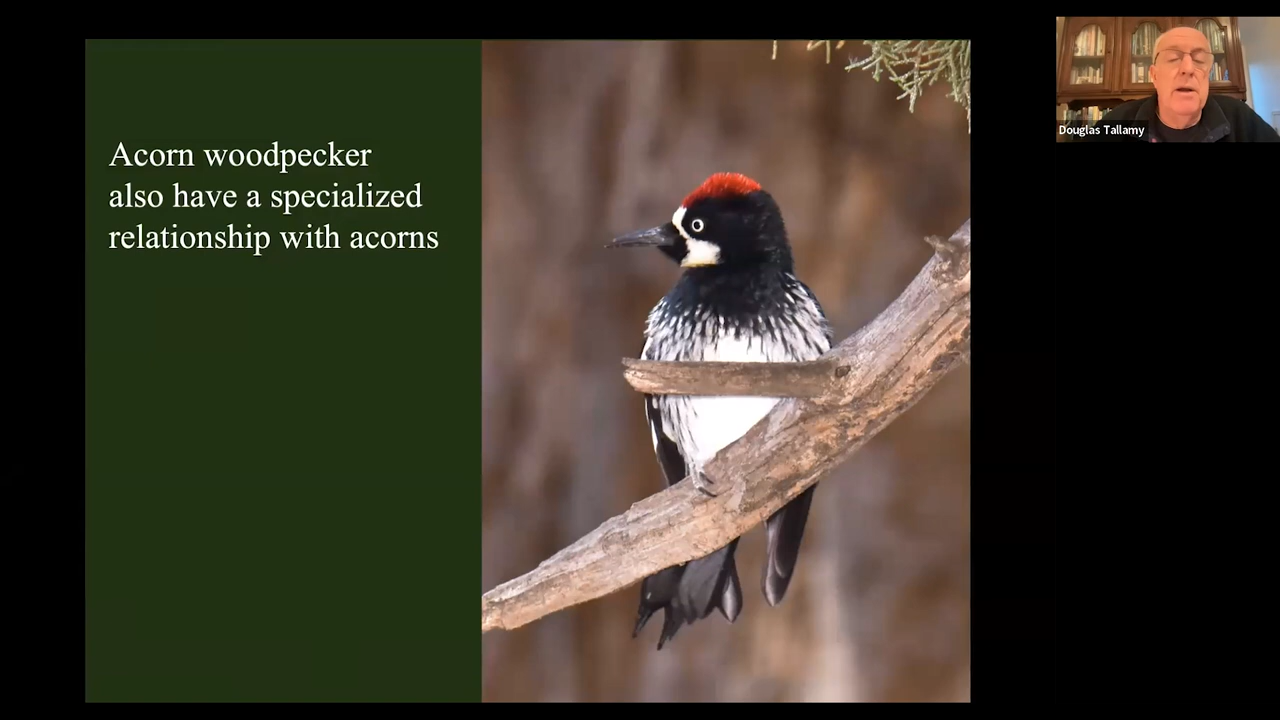 Acorn woodpecker
also have a specialized
relationship with acorns
Douglas Tallamy